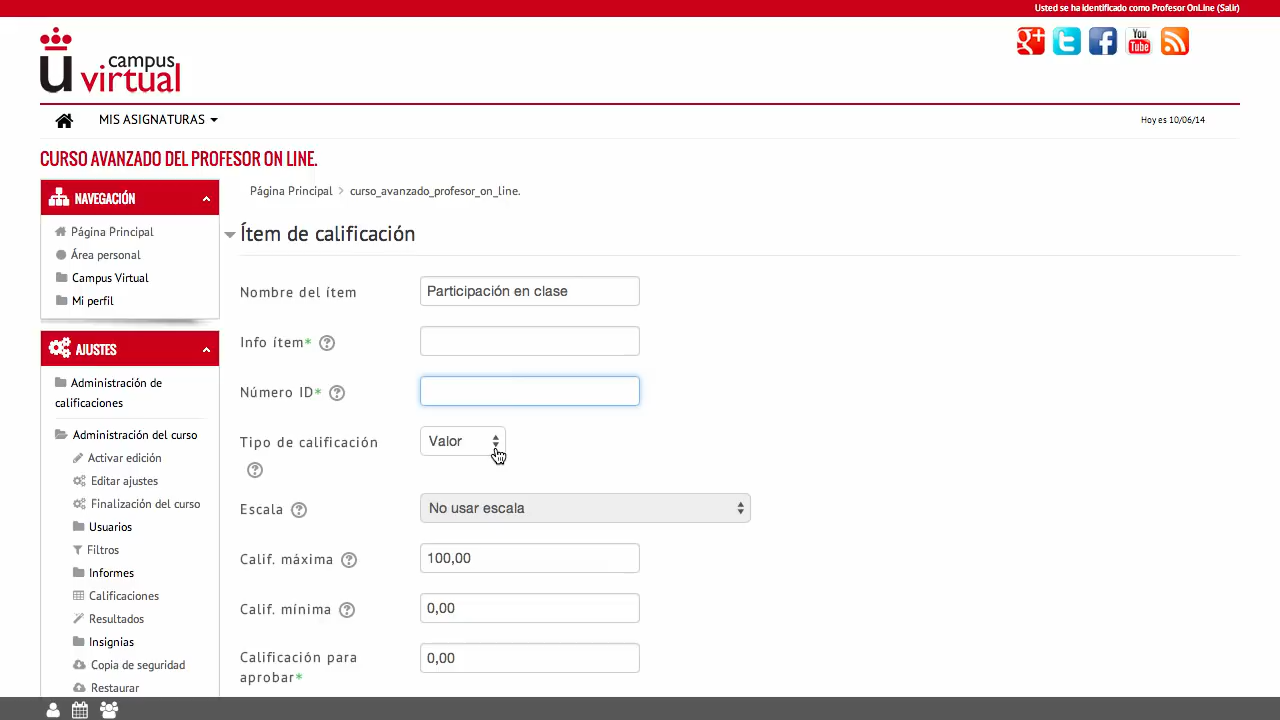 Usted se ha identificado como Profesor OnLine (Salir)
campus
virtual
You
Tube
MIS ASIGNATURAS
Hoy es 10/06/14
CURSO AVANZADO DEL PROFESOR ON LINE.
NAVEGACIÓN
Página Principal
Área personal
Campus Virtual
Mi perfil
AJUSTES
Administración de
calificaciones
Administración del curso
Activar edición
Editar ajustes
Finalización del curso
Usuarios
Filtros
Informes
Calificaciones
Resultados
Insignias
Copia de seguridad
Restaurar
Página Principal > curso_avanzado_profesor_on_line.
Ítem de calificación
Nombre del ítem Participación en clase
Info ítem*
Número ID*
Tipo de calificación Valor
Escala No usar escala
Calif. máxima 100,00
Calif. mínima 0,00
Calificación para 0,00
aprobar*